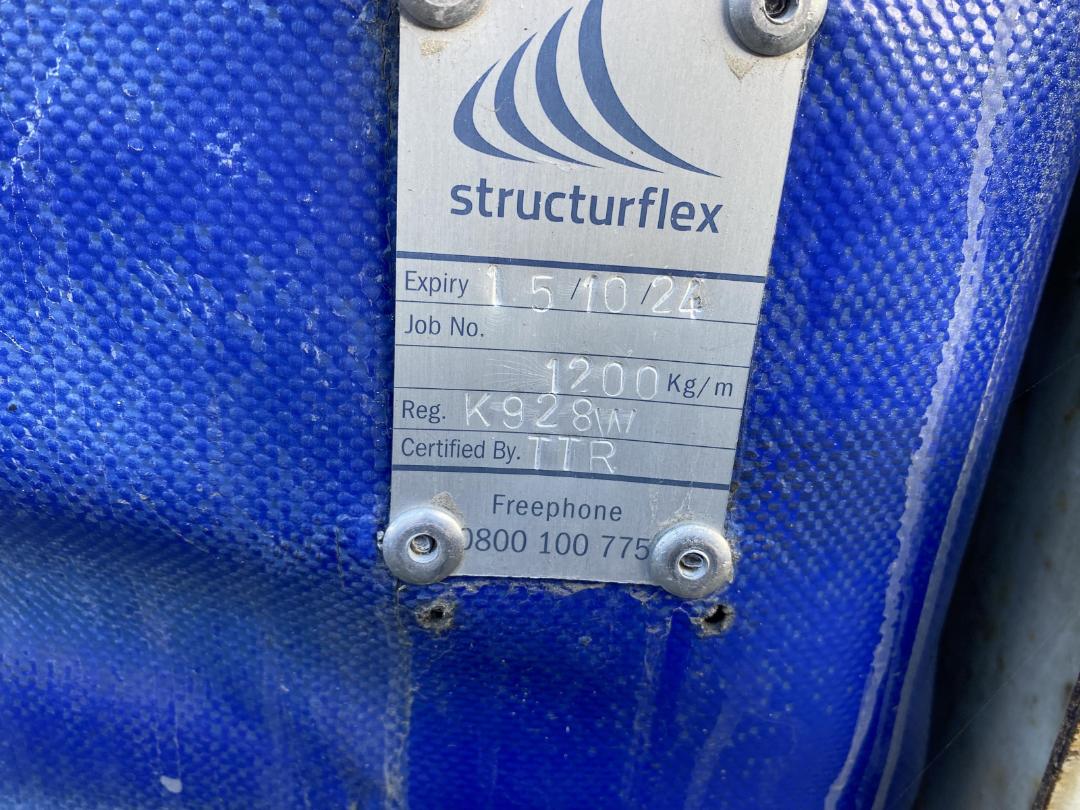 structurflex
Expiry 15/10/24
Job No.
1200 Kg/m
Reg. K928W
Certified By. TTR
Freephone
0800 100 775